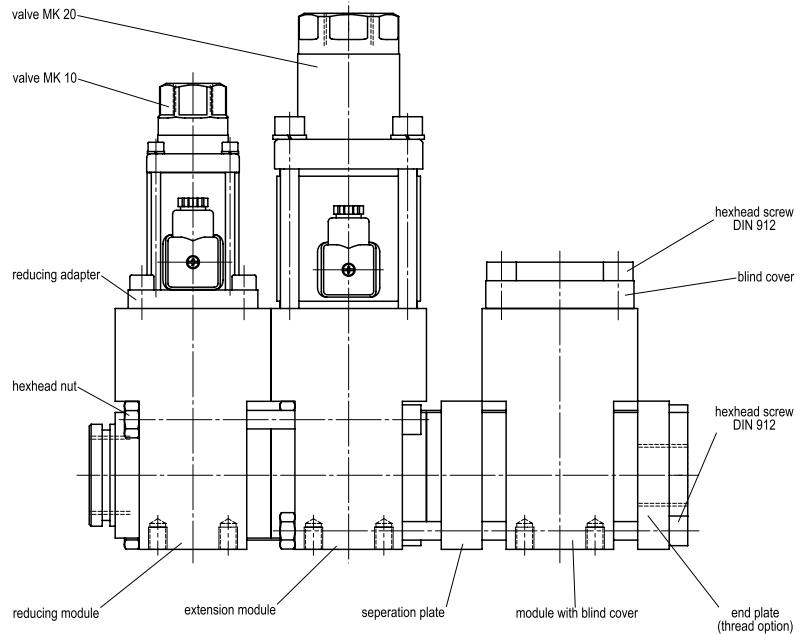 valve MK 20
valve MK 10
hexhead screw
DIN 912
reducing adapter
blind cover
hexhead nut
hexhead screw
DIN 912
reducing module
extension module
seperation plate
module with blind cover
end plate
(thread option)